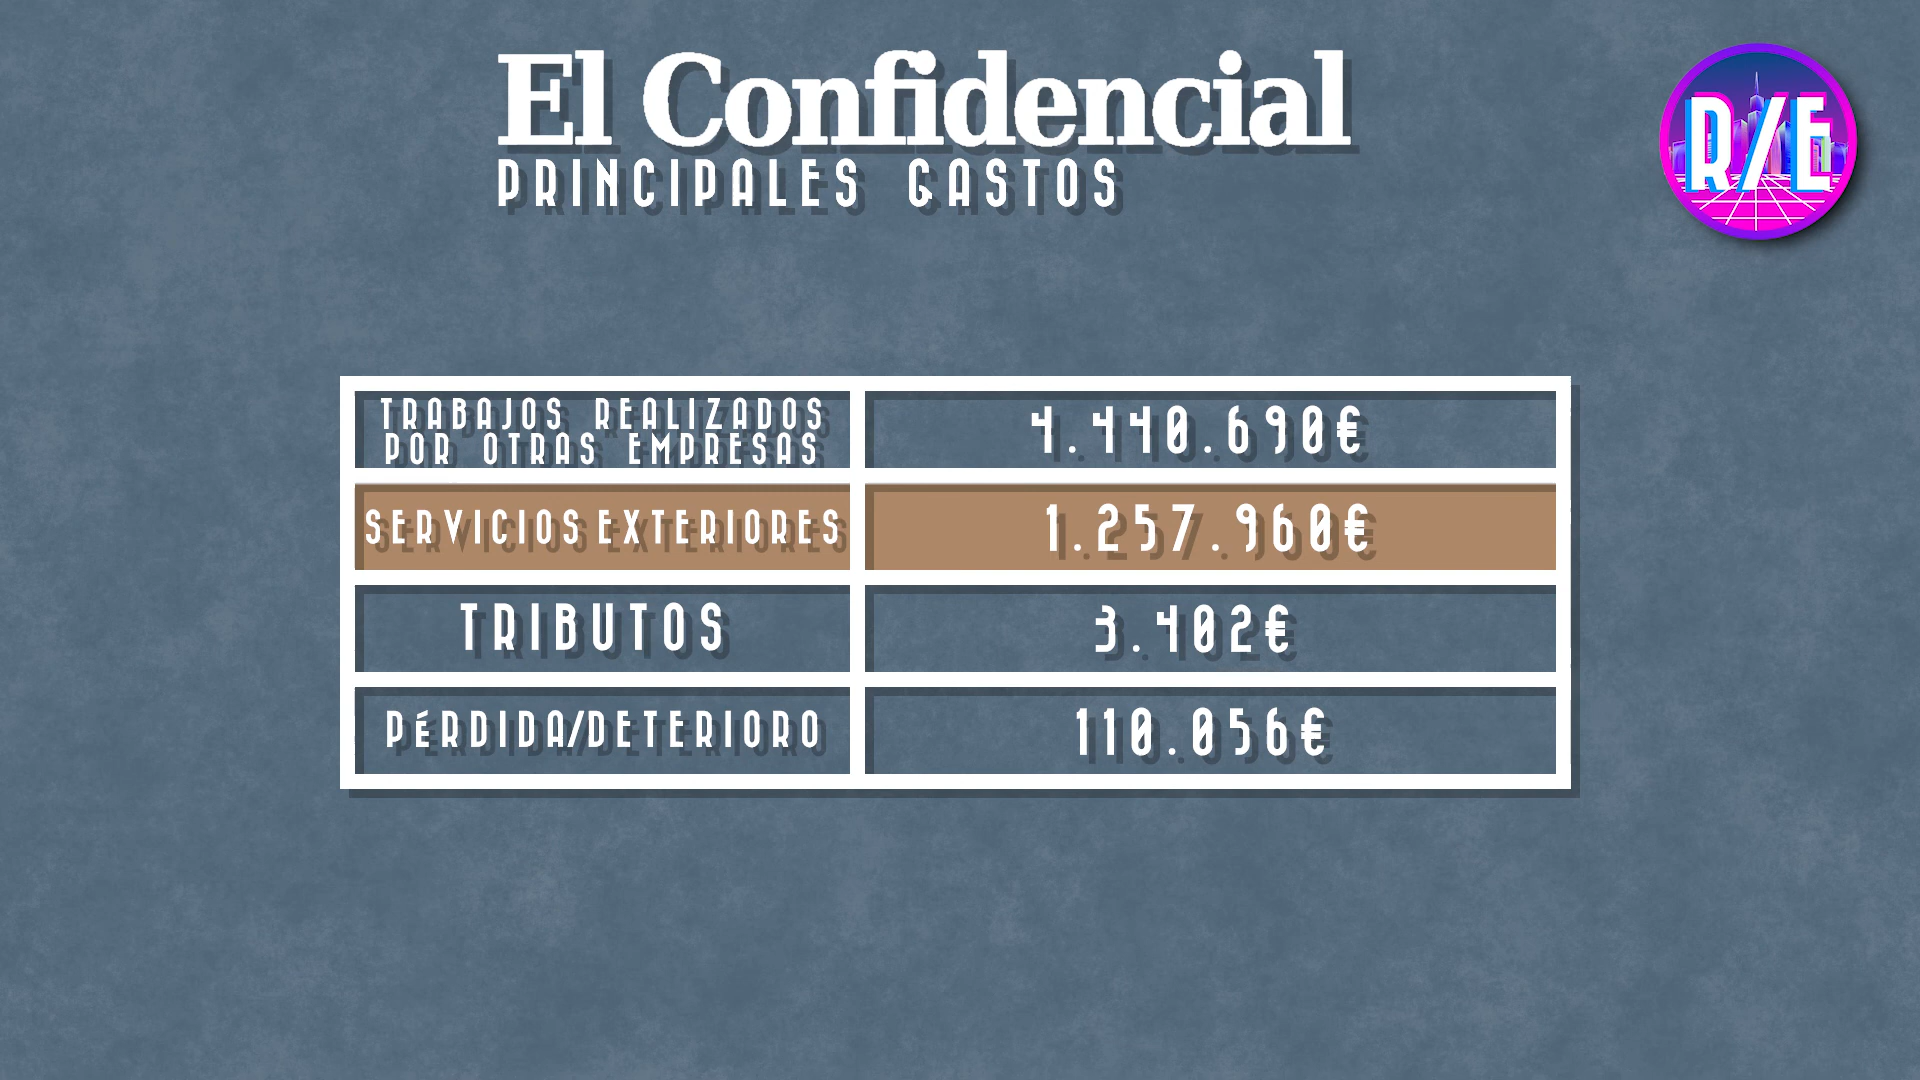 El Confidencial
R/E
PRINCIPALES GASTOS
TRABAJOS REALIZADOS
POR OTRAS EMPRESAS
4.440.690€
SERVICIOS EXTERIORES
1.257.960€
TRIBUTOS
3.402€
PéRDIDA/DETERIORO
110.056€